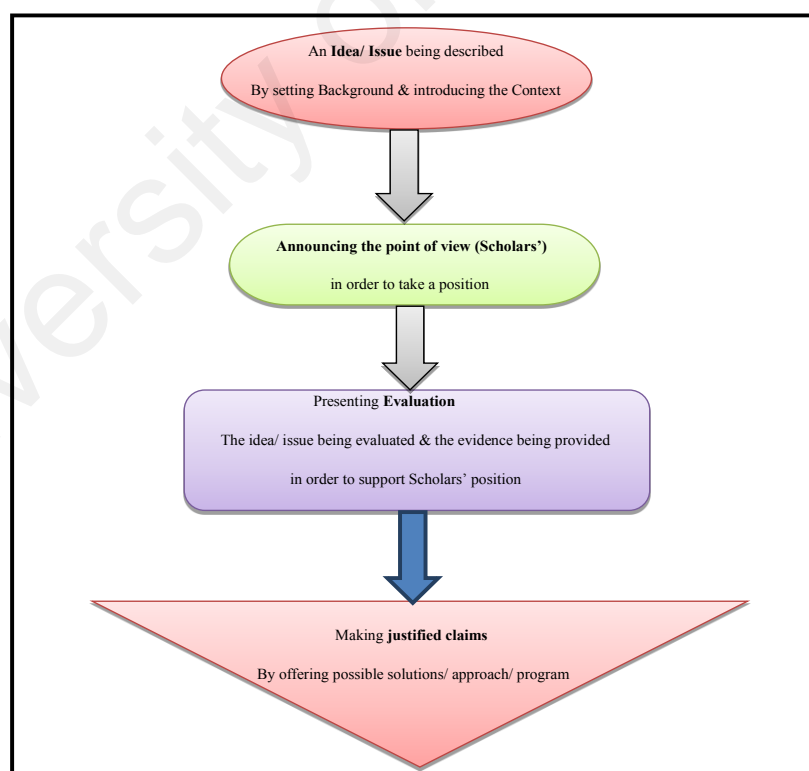 An Idea/ Issue being described
By setting Background & introducing the Context
Announcing the point of view (Scholars’)
in order to take a position
Presenting Evaluation
The idea/ issue being evaluated & the evidence being provided
in order to support Scholars’ position
Making justified claims
By offering possible solutions/ approach/ program
versity of